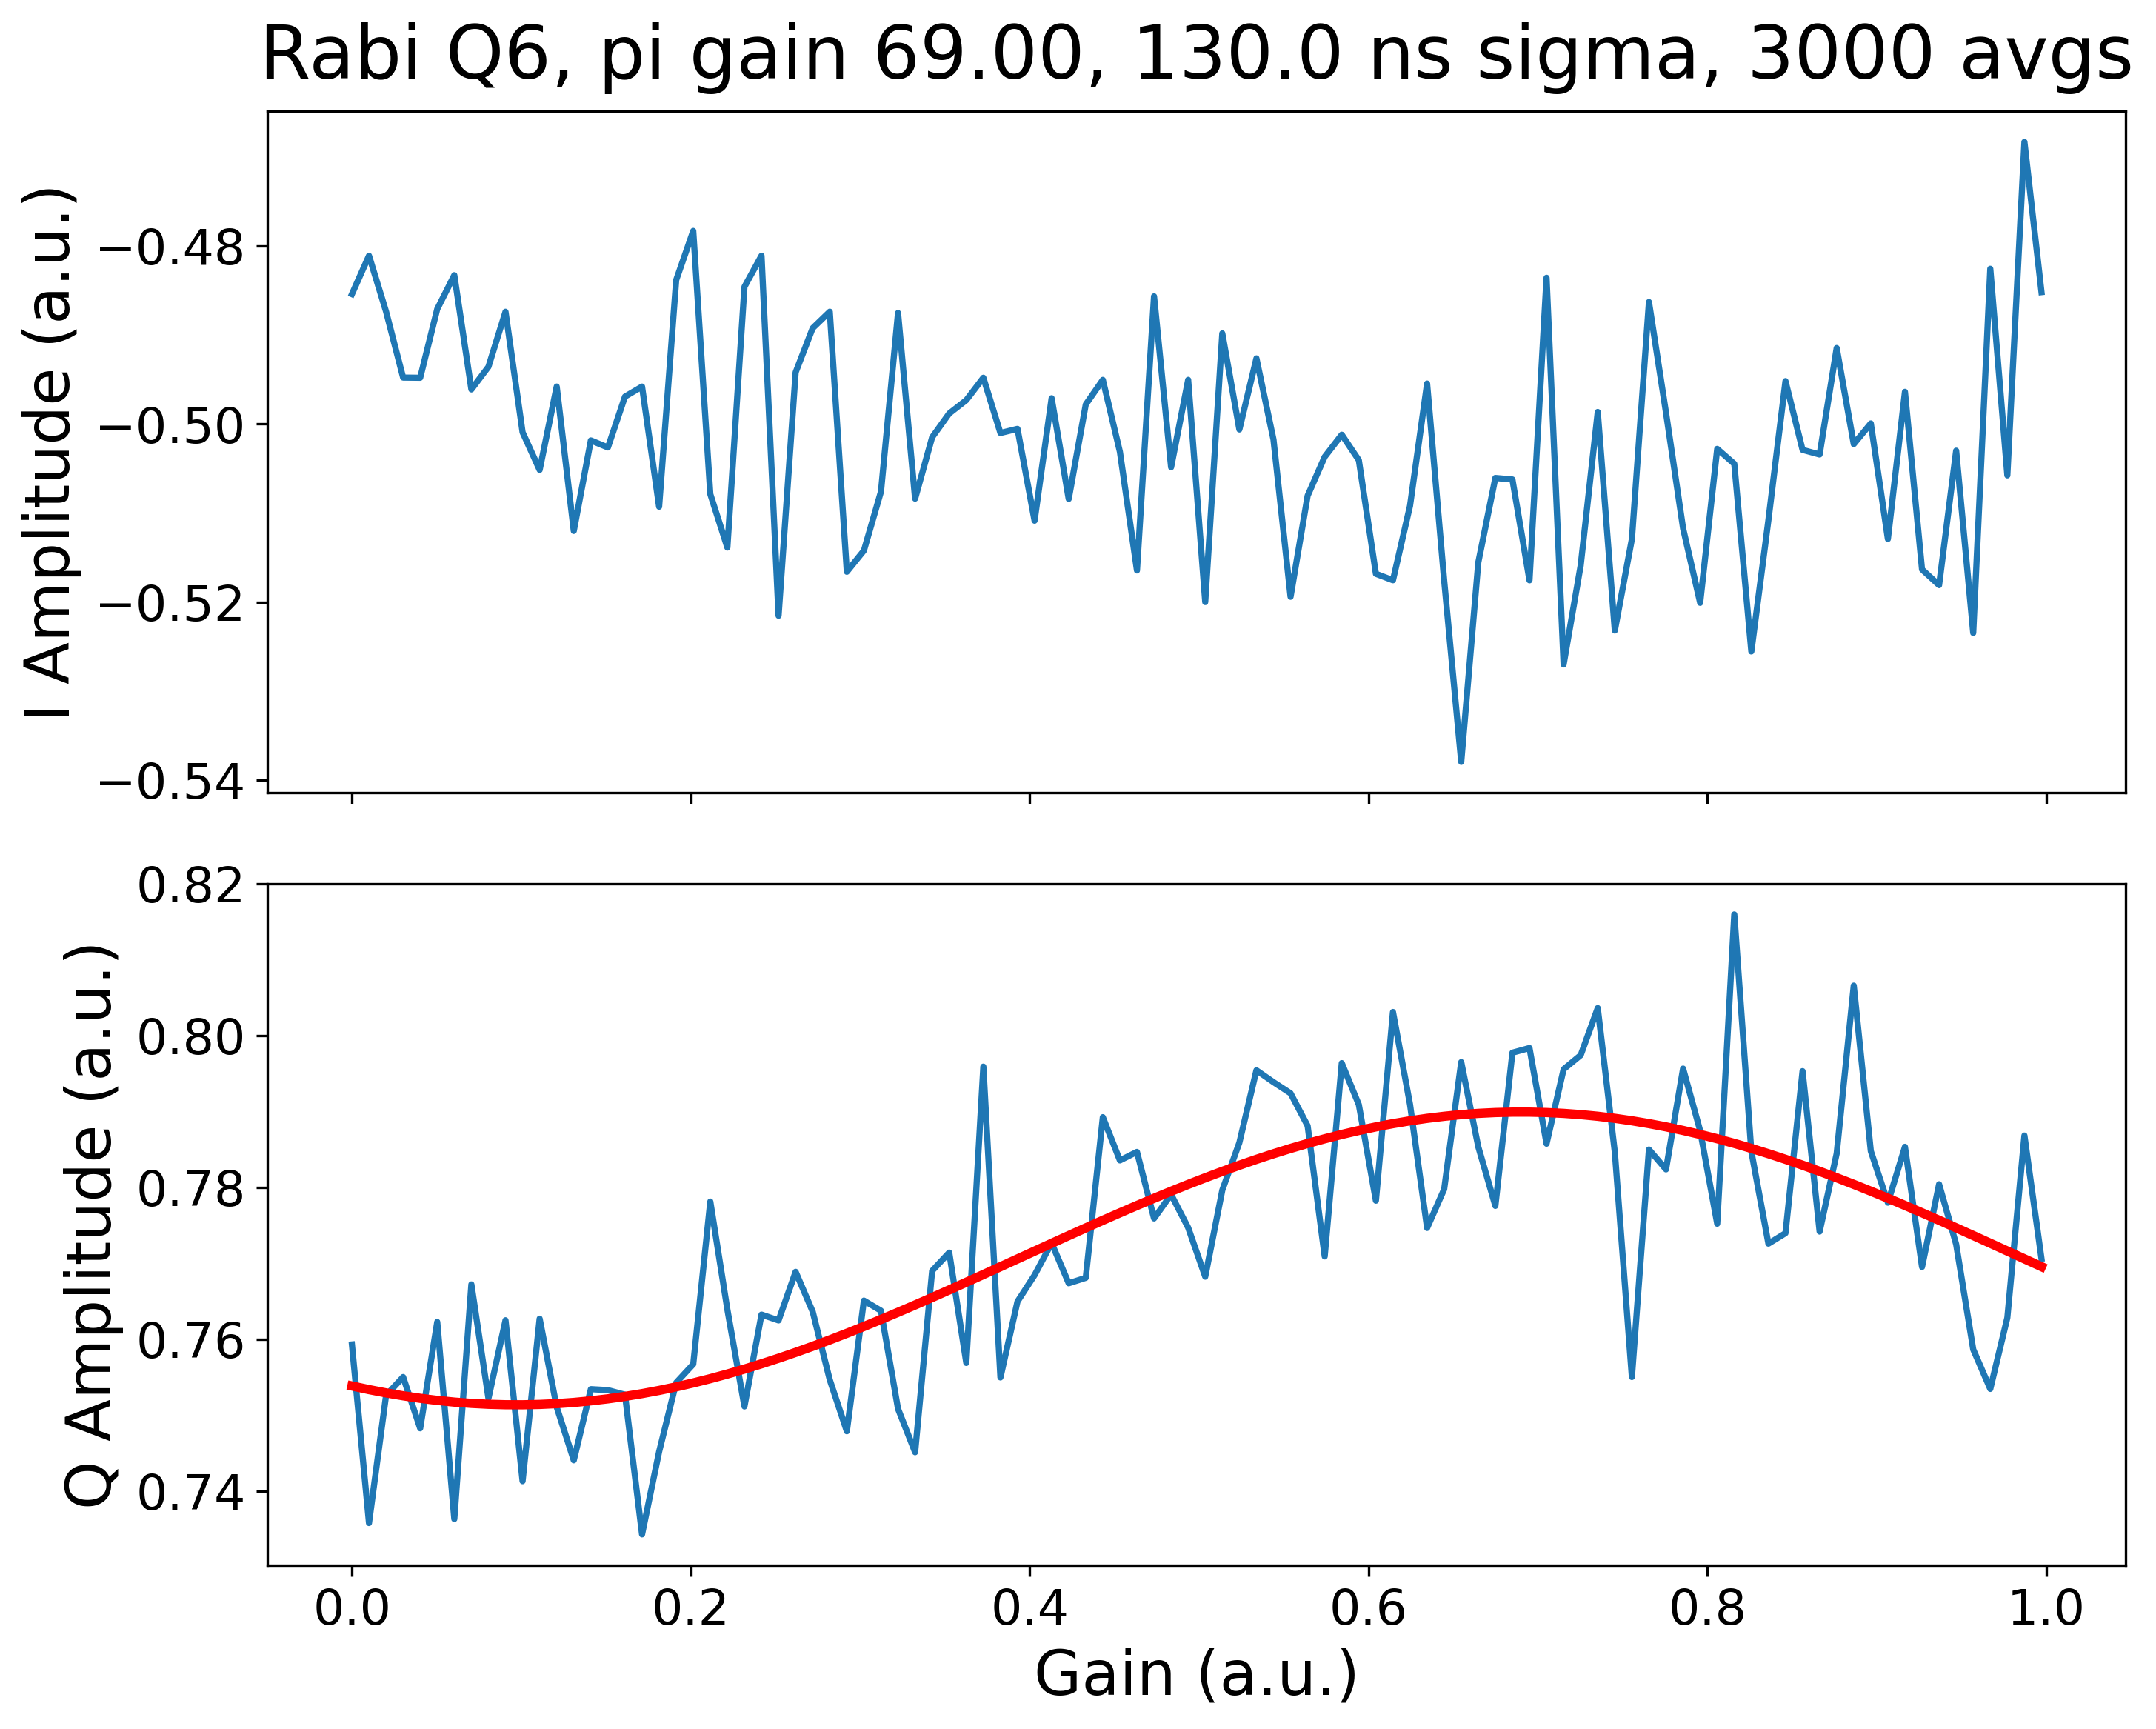 Rabi Q6, pi gain 69.00, 130.0 ns sigma, 3000 avgs
I Amplitude (a.u.)
−0.48
−0.50
−0.52
−0.54
Q Amplitude (a.u.)
0.82
0.80
0.78
0.76
0.74
0.0 0.2 0.4 0.6 0.8 1.0
Gain (a.u.)